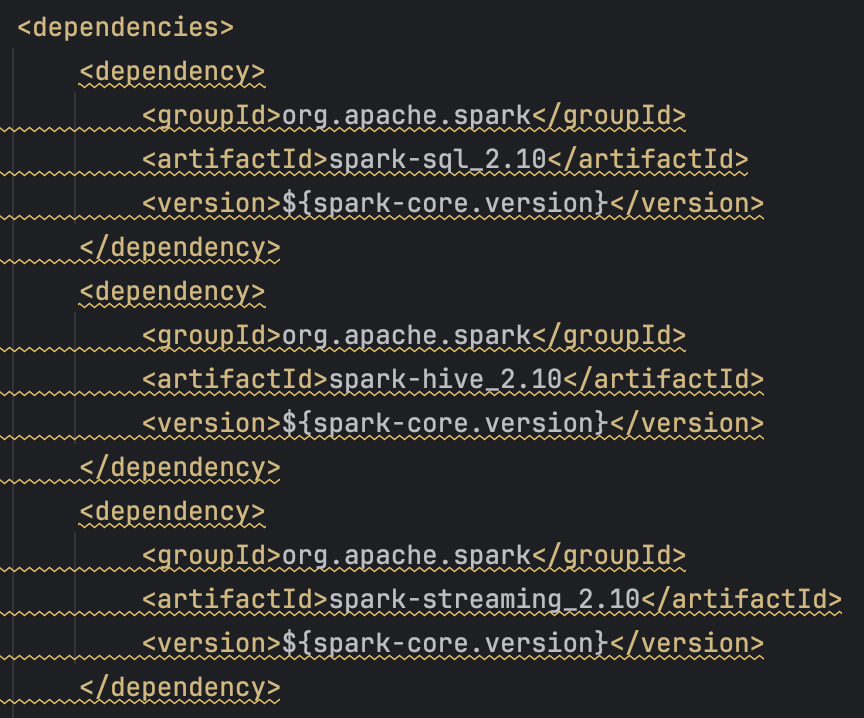 <dependencies>
<dependency>
<groupId>org.apache.spark</groupId>
<artifactId>spark-sql_2.10</artifactId>
<version>${spark-core.version}</version>
</dependency>
<dependency>
<groupId>org.apache.spark</groupId>
<artifactId>spark-hive_2.10</artifactId>
<version>${spark-core.version}</version>
</dependency>
<dependency>
<groupId>org.apache.spark</groupId>
<artifactId>spark-streaming_2.10</artifactId>
<version>${spark-core.version}</version>
</dependency>